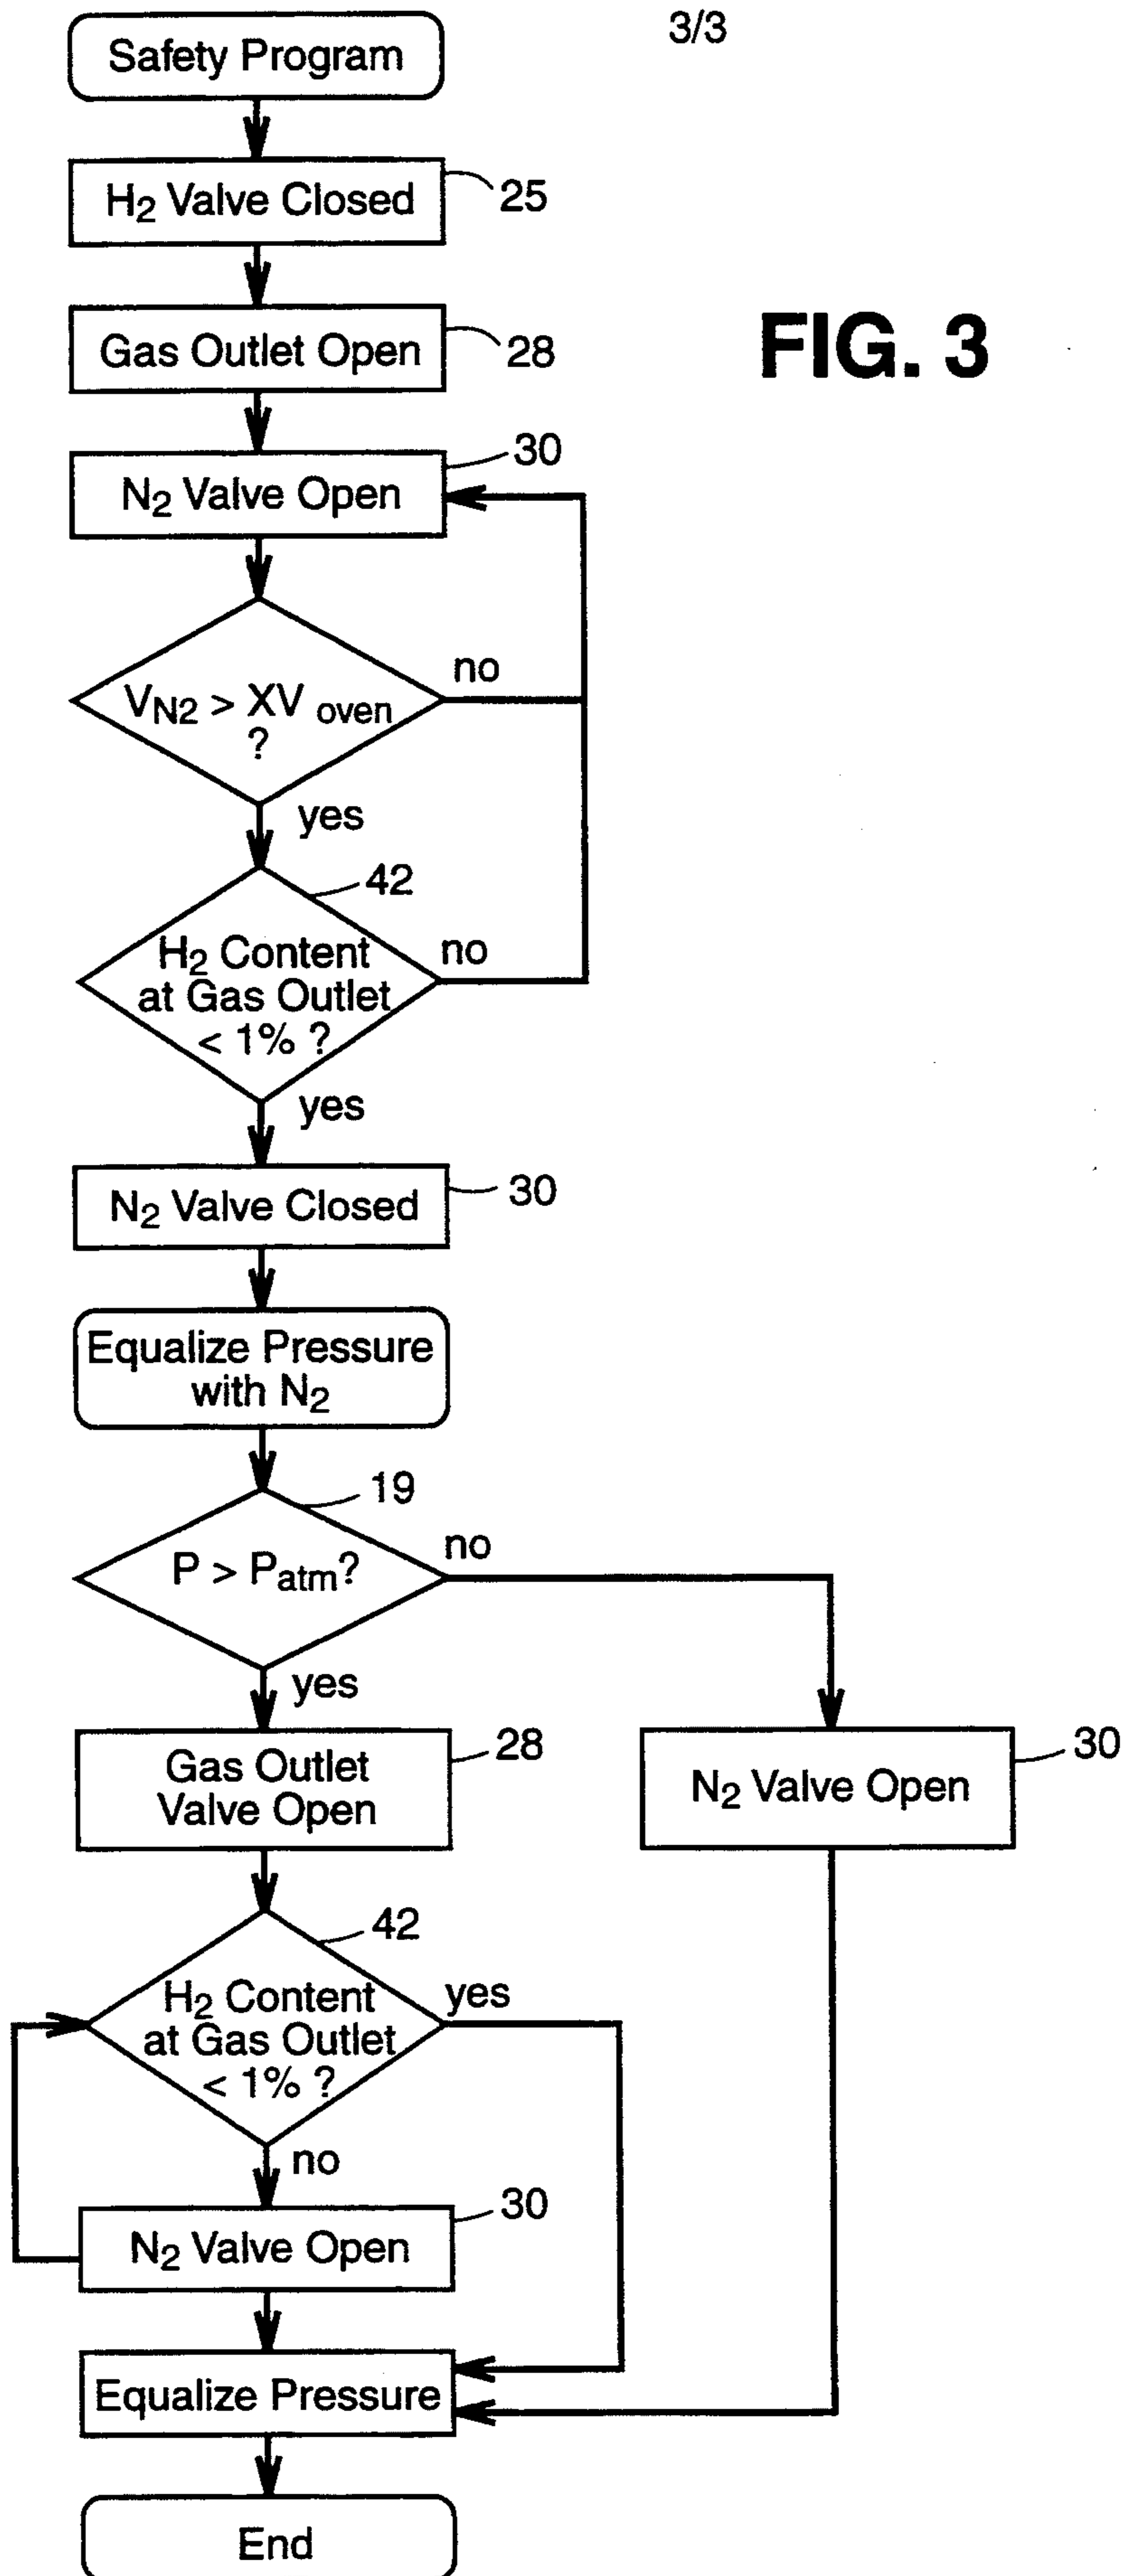 3/3
Safety Program
H₂ Valve Closed
25
Gas Outlet Open
28
FIG. 3
30
N₂ Valve Open
no
V_N2 > XV oven
?
yes
42
H₂ Content
at Gas Outlet
< 1% ?
no
yes
N₂ Valve Closed
30
Equalize Pressure
with N₂
19
P > Patm?
no
yes
Gas Outlet
Valve Open
28
N₂ Valve Open
30
42
H₂ Content
at Gas Outlet
< 1% ?
yes
no
30
N₂ Valve Open
Equalize Pressure
End